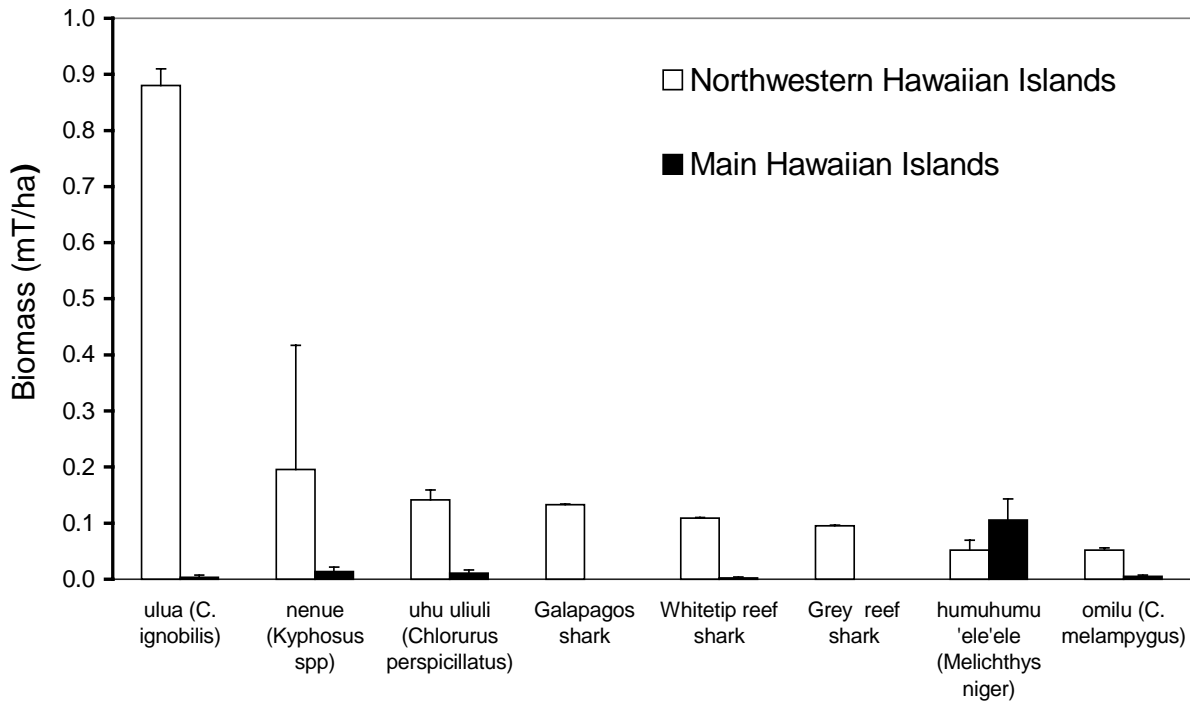 1.0
0.9
0.8
0.7
0.6
0.5
0.4
0.3
0.2
0.1
0.0
Biomass (mT/ha)
Northwestern Hawaiian Islands
Main Hawaiian Islands
ulua (C.
ignobilis)
nenue
(Kyphosus
spp)
uhu uliuli
(Chlorurus
perspicillatus)
Galapagos
shark
Whitetip reef
shark
Grey reef
shark
humuhumu
'ele'ele
(Melichthys
niger)
omilu (C.
melampygus)